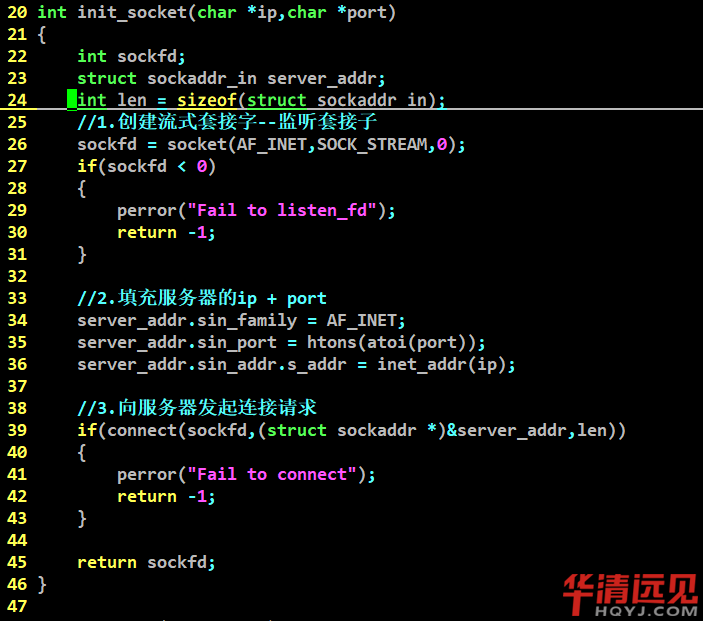 20 int init_socket(char *ip,char *port)
21 {
22     int sockfd;
23     struct sockaddr_in server_addr;
24     int len = sizeof(struct sockaddr_in);
25     //1.创建流式套接字--监听套接子
26     sockfd = socket(AF_INET,SOCK_STREAM,0);
27     if(sockfd < 0)
28     {
29         perror("Fail to listen_fd");
30         return -1;
31     }
32
33     //2.填充服务器的ip + port
34     server_addr.sin_family = AF_INET;
35     server_addr.sin_port = htons(atoi(port));
36     server_addr.sin_addr.s_addr = inet_addr(ip);
37
38     //3.向服务器发起连接请求
39     if(connect(sockfd,(struct sockaddr *)&server_addr,len))
40     {
41         perror("Fail to connect");
42         return -1;
43     }
44
45     return sockfd;
46 }
47
华清远见
HQYJ.COM